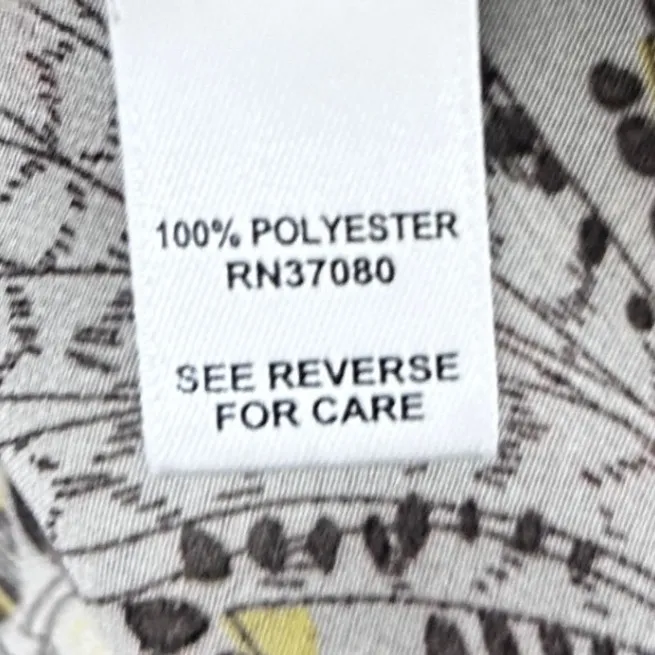 100% POLYESTER
RN37080
SEE REVERSE
FOR CARE